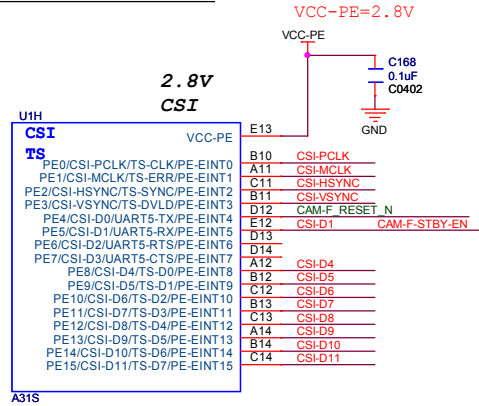 VCC-PE=2.8V
VCC-PE
C168
0.1uF
C0402
GND
2.8V
CSI
U1H
CSI
TS
VCC-PE E13
PE0/CSI-PCLK/TS-CLK/PE-EINT0 B10 CSI-PCLK
PE1/CSI-MCLK/TS-ERR/PE-EINT1 A11 CSI-MCLK
PE2/CSI-HSYNC/TS-SYNC/PE-EINT2 C11 CSI-HSYNC
PE3/CSI-VSYNC/TS-DVLD/PE-EINT3 B11 CSI-VSYNC
PE4/CSI-D0/UART5-TX/PE-EINT4 D12 CAM-F_RESET_N
PE5/CSI-D1/UART5-RX/PE-EINT5 E12 CSI-D1 CAM-F-STBY-EN
PE6/CSI-D2/UART5-RTS/PE-EINT6 D13
PE7/CSI-D3/UART5-CTS/PE-EINT7 D14
PE8/CSI-D4/TS-D0/PE-EINT8 A12 CSI-D4
PE9/CSI-D5/TS-D1/PE-EINT9 B12 CSI-D5
PE10/CSI-D6/TS-D2/PE-EINT10 C12 CSI-D6
PE11/CSI-D7/TS-D3/PE-EINT11 B13 CSI-D7
PE12/CSI-D8/TS-D4/PE-EINT12 C13 CSI-D8
PE13/CSI-D9/TS-D5/PE-EINT13 A14 CSI-D9
PE14/CSI-D10/TS-D6/PE-EINT14 B14 CSI-D10
PE15/CSI-D11/TS-D7/PE-EINT15 C14 CSI-D11
A31S